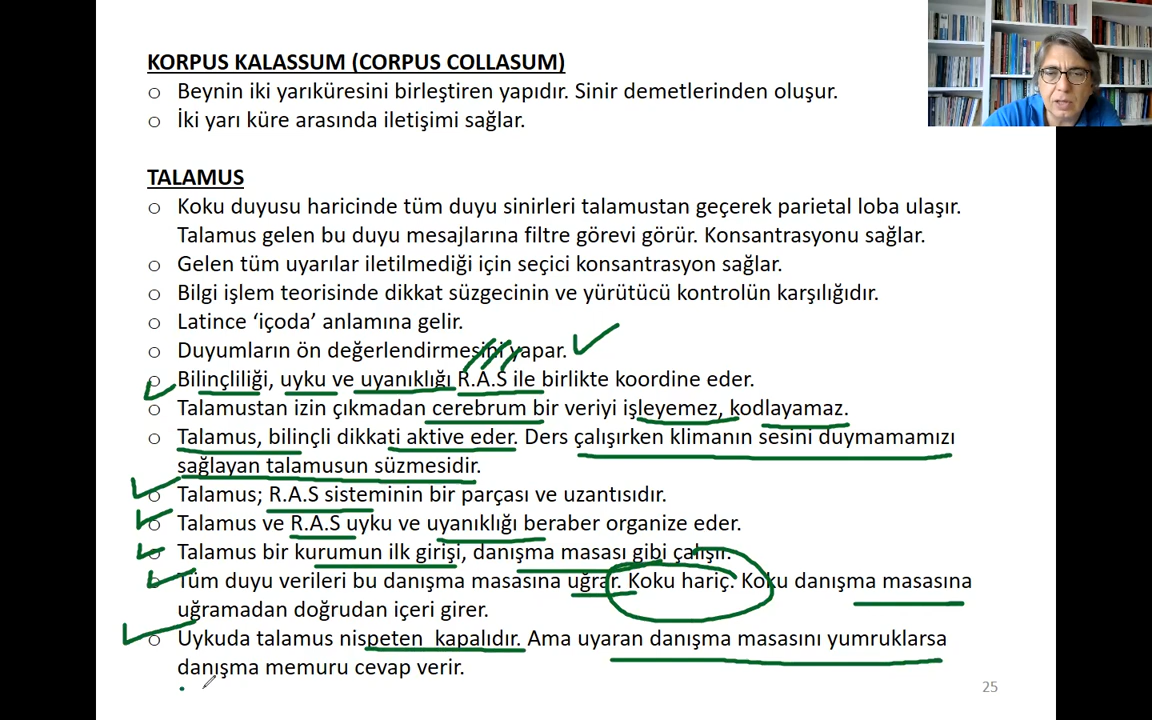 KORPUS KALASSUM (CORPUS COLLASUM)
○ Beynin iki yarıküresini birleştiren yapıdır. Sinir demetlerinden oluşur.
○ İki yarı küre arasında iletişimi sağlar.
TALAMUS
○ Koku duyusu haricinde tüm duyu sinirleri talamustan geçerek parietal loba ulaşır.
Talamus gelen bu duyu mesajlarına filtre görevi görür. Konsantrasyonu sağlar.
○ Gelen tüm uyarılar iletilmediği için seçici konsantrasyon sağlar.
○ Bilgi işlem teorisinde dikkat süzgecinin ve yürütücü kontrolün karşılığıdır.
○ Latince ‘içoda’ anlamına gelir.
○ Duyumların ön değerlendirmesini yapar.
○ Bilinçliliği, uyku ve uyanıklığı R.A.S ile birlikte koordine eder.
○ Talamustan izin çıkmadan cerebrum bir veriyi işleyemez, kodlayamaz.
○ Talamus, bilinçli dikkati aktive eder. Ders çalışırken klimanın sesini duymamamızı
sağlayan talamusun süzmesidir.
○ Talamus; R.A.S sisteminin bir parçası ve uzantısıdır.
○ Talamus ve R.A.S uyku ve uyanıklığı beraber organize eder.
○ Talamus bir kurumun ilk girişi, danışma masası gibi çalışır.
○ Tüm duyu verileri bu danışma masasına uğrar. Koku hariç. Koku danışma masasına
uğramadan doğrudan içeri girer.
○ Uykuda talamus nispeten kapalıdır. Ama uyaran danışma masasını yumruklarsa
danışma memuru cevap verir.
25